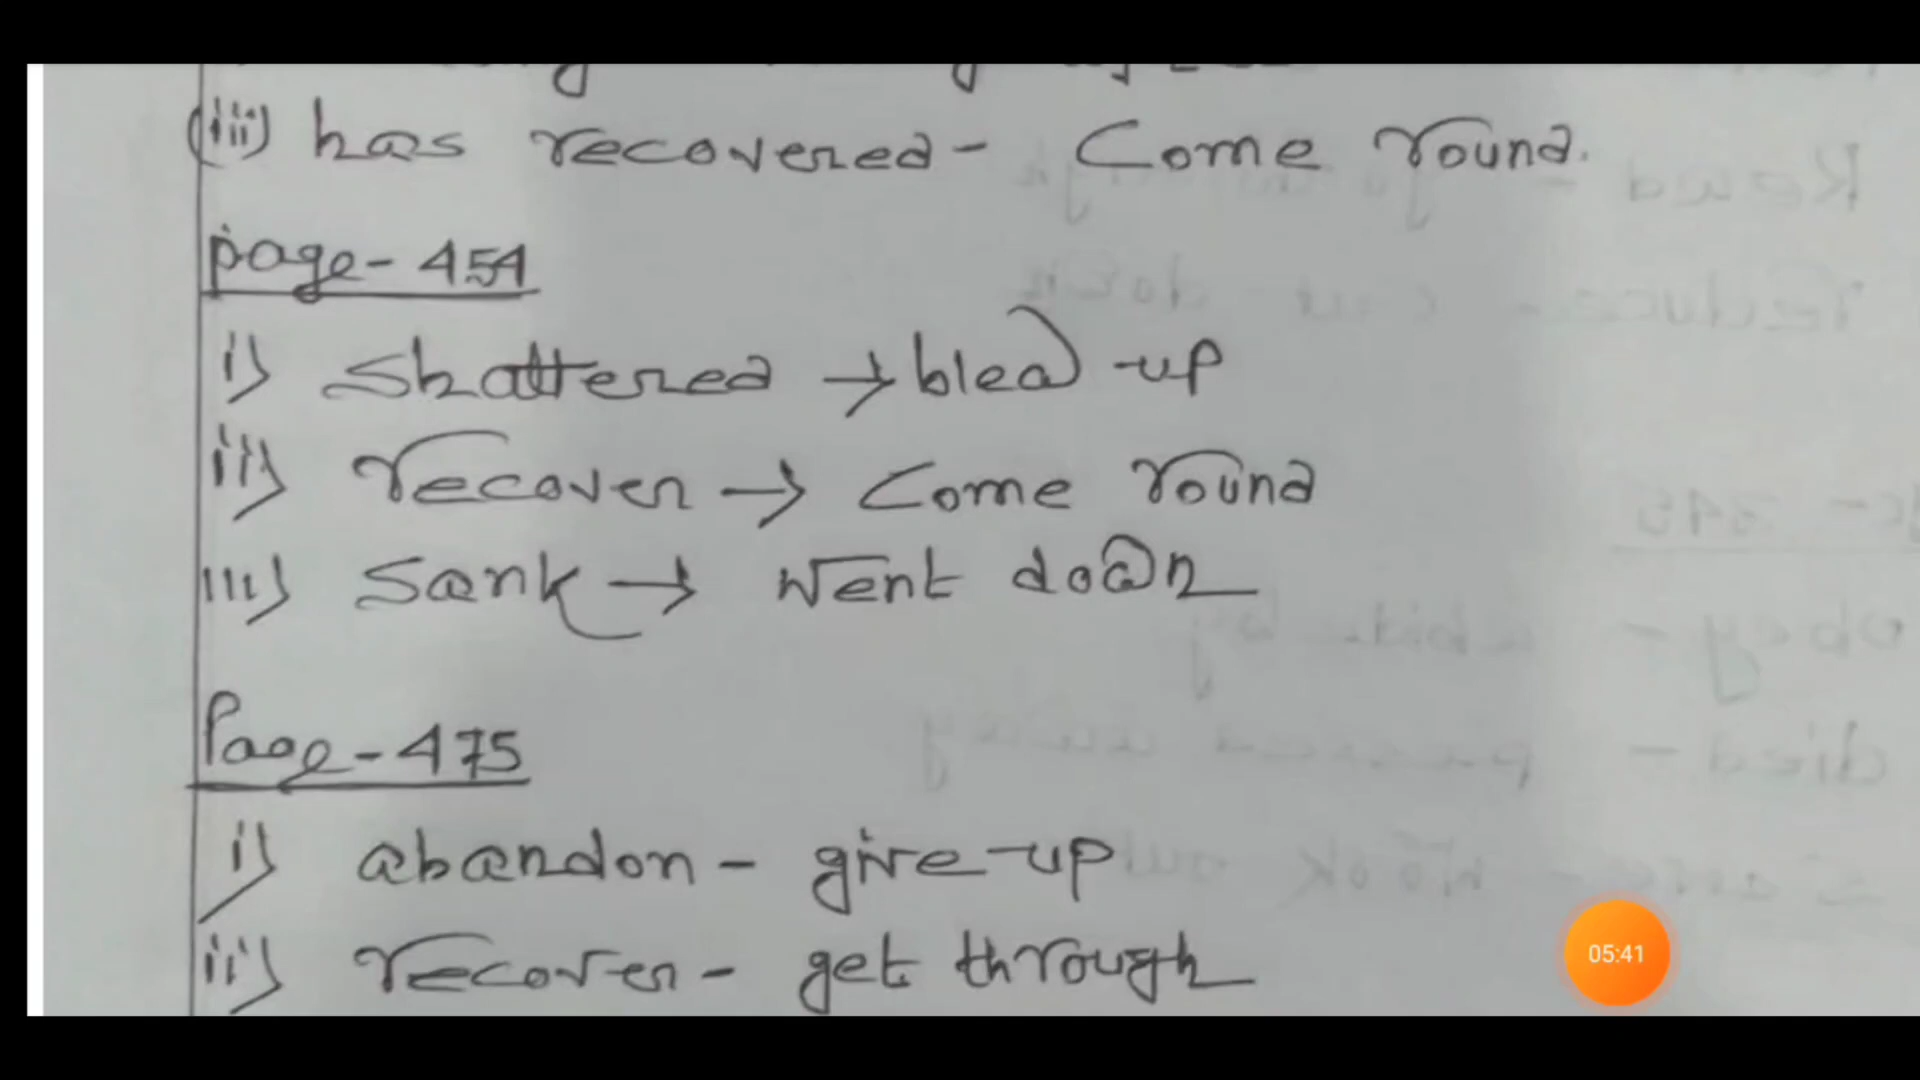 (iii) has recovered - Come round.
page - 454
i) Shattered → blea up
ii) recover → Come round
iii) Sank → Went down
Page - 475
i) abandon - give up
ii) recover - get through
05:41